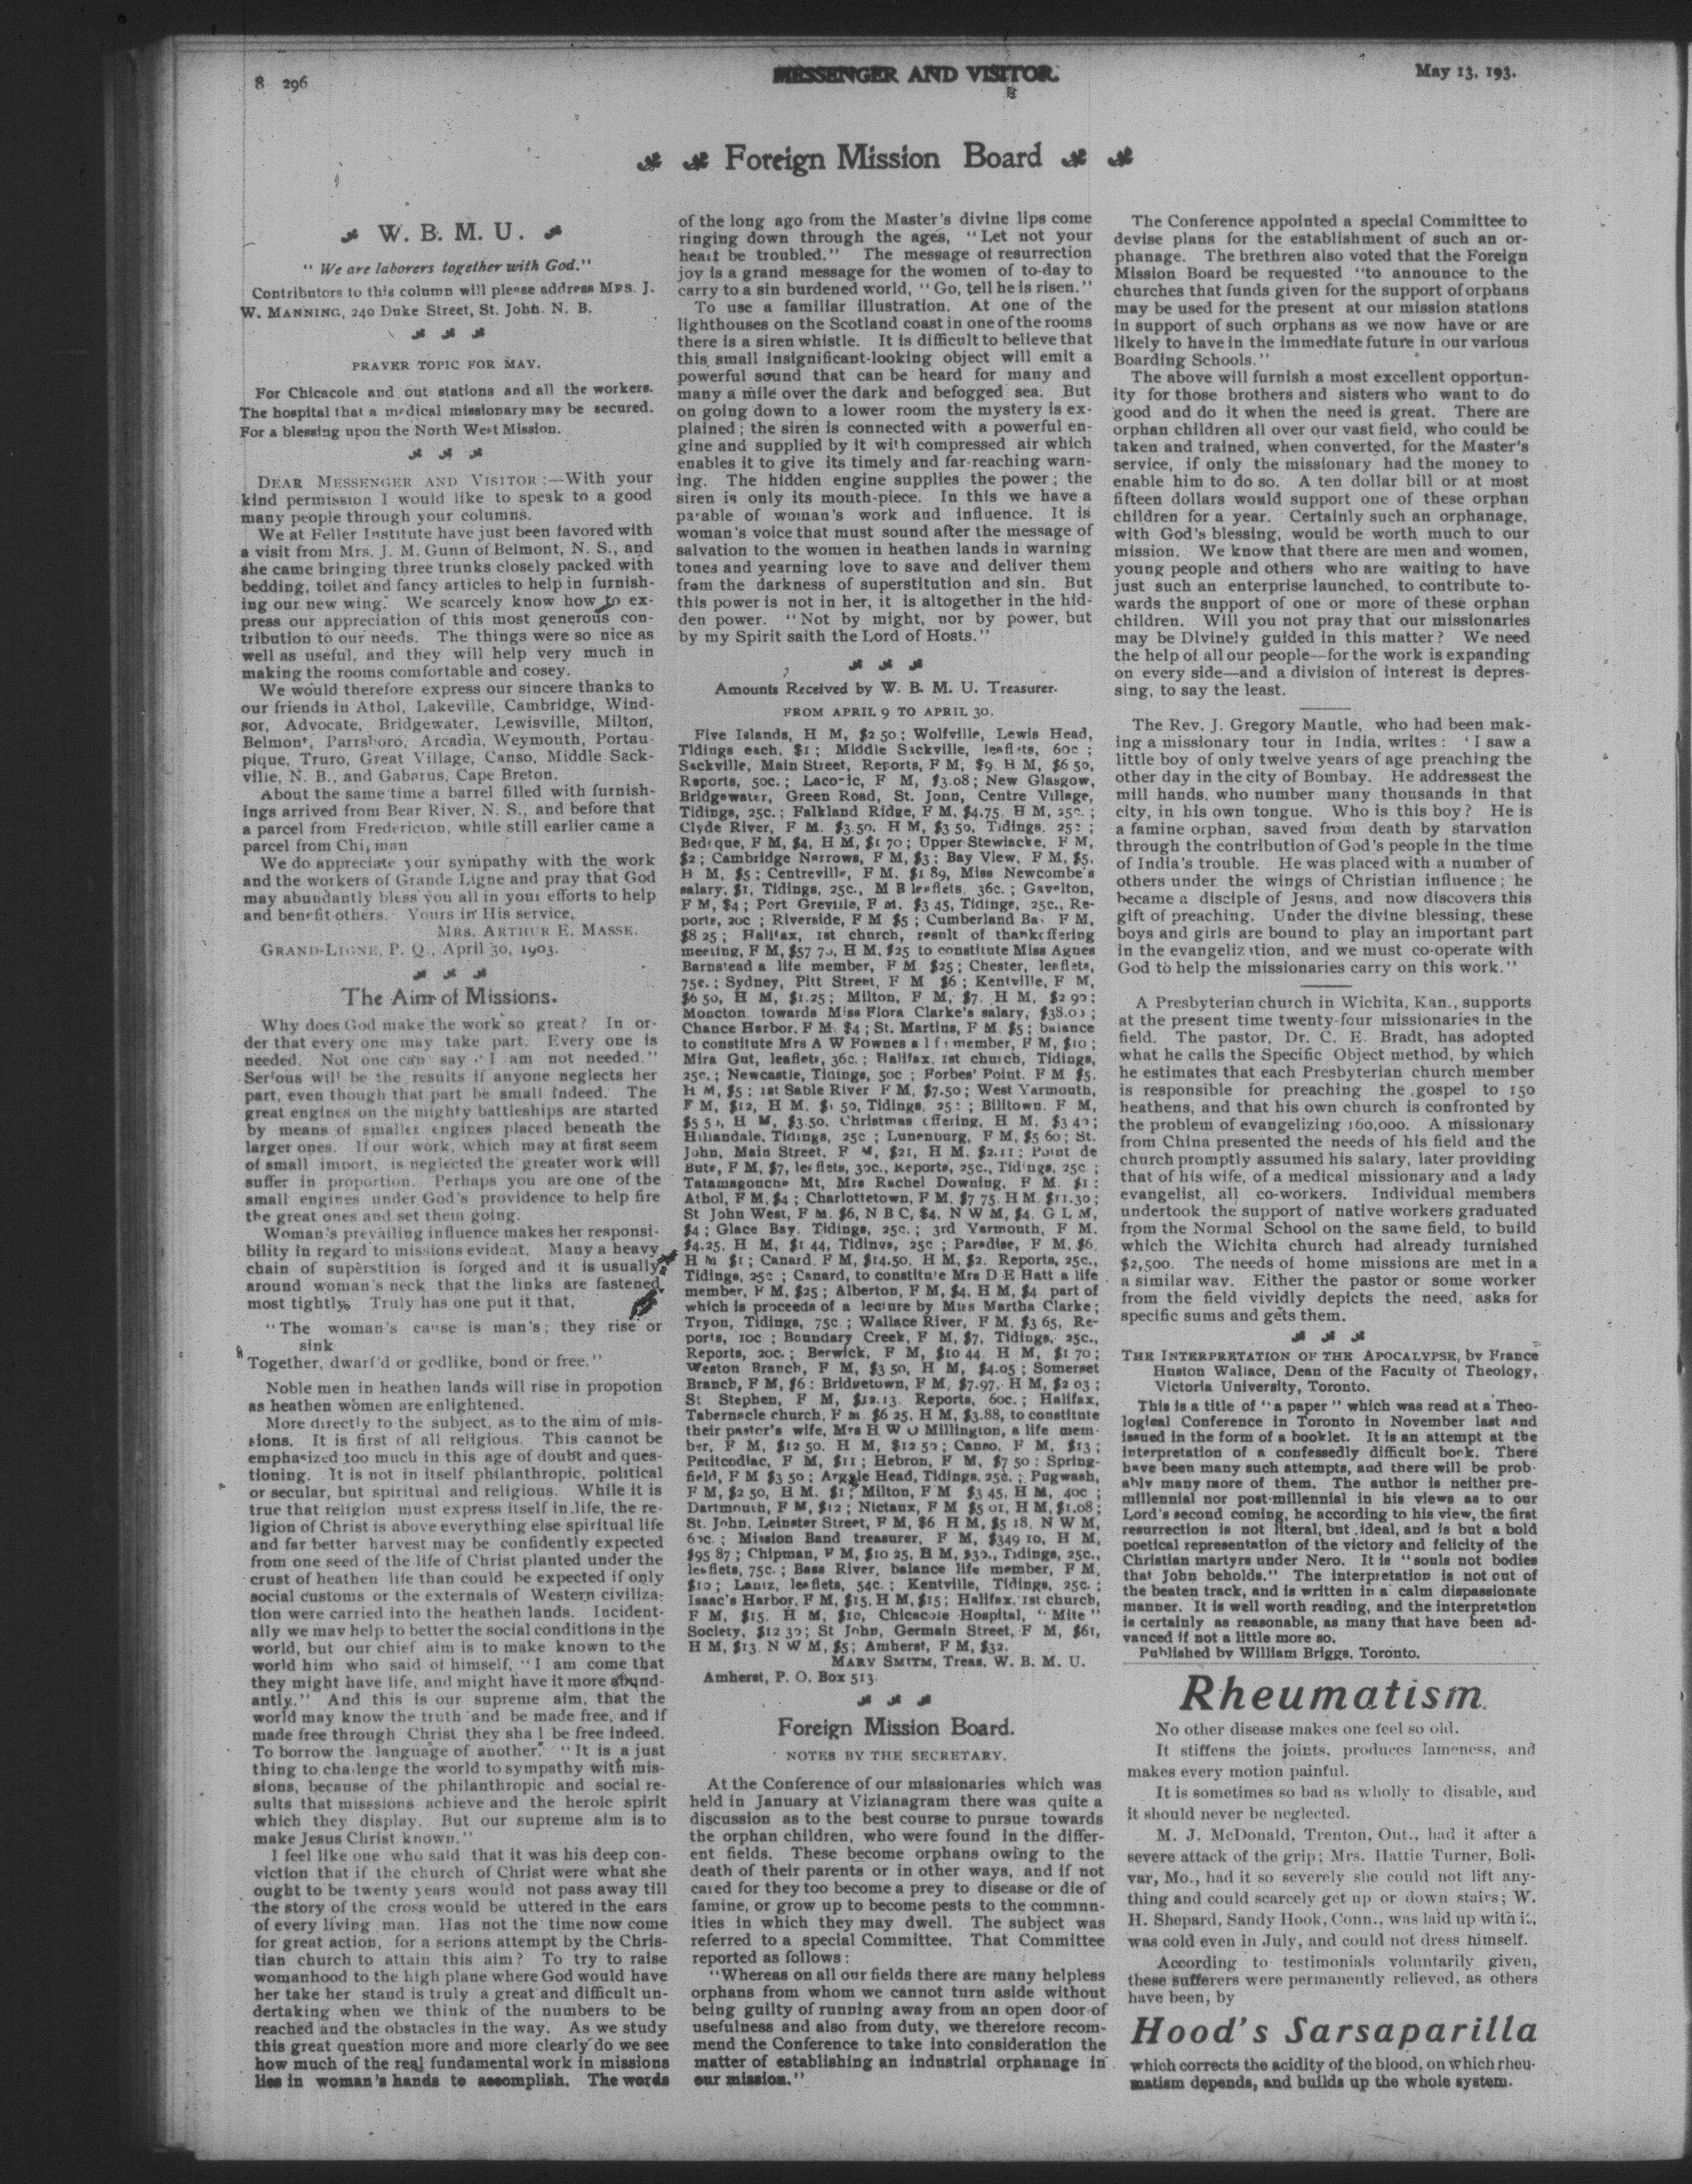 8 296
MESSENGER AND VISITOR.
May 13, 193.
Foreign Mission Board
W. B. M. U.
" We are laborers together with God."
Contributors to this column will please address MRS. J.
W. MANNING, 240 Duke Street, St. John. N. B.
PRAYER TOPIC FOR MAY.
For Chicacole and out stations and all the workers.
The hospital that a medical missionary may be secured.
For a blessing upon the North West Mission.
DEAR MESSENGER AND VISITOR :—With your
kind permission I would like to speak to a good
many people through your columns.
We at Feller Institute have just been favored with
a visit from Mrs. J. M. Gunn of Belmont, N. S., and
she came bringing three trunks closely packed with
bedding, toilet and fancy articles to help in furnish-
ing our new wing. We scarcely know how to ex-
press our appreciation of this most generous con-
tribution to our needs. The things were so nice as
well as useful, and they will help very much in
making the rooms comfortable and cosey.
We would therefore express our sincere thanks to
our friends in Athol, Lakeville, Cambridge, Wind-
sor, Advocate, Bridgewater, Lewisville, Milton,
Belmont, Parrsboro, Arcadia, Weymouth, Portau-
pique, Truro, Great Village, Canso, Middle Sack-
ville, N. B., and Gabarus, Cape Breton.
About the same time a barrel filled with furnish-
ings arrived from Bear River, N. S., and before that
a parcel from Fredericton, while still earlier came a
parcel from Chipman
We do appreciate your sympathy with the work
and the workers of Grande Ligne and pray that God
may abundantly bless you all in your efforts to help
and benefit others. Yours in His service,
MRS. ARTHUR E. MASSE.
GRAND-LIGNE, P. Q., April 30, 1903.
The Aim of Missions.
Why does God make the work so great? In or-
der that every one may take part. Every one is
needed. Not one can say "I am not needed."
Serious will be the results if anyone neglects her
part, even though that part be small indeed. The
great engines on the mighty battleships are started
by means of smaller engines placed beneath the
larger ones. If our work, which may at first seem
of small import, is neglected the greater work will
suffer in proportion. Perhaps you are one of the
small engines under God's providence to help fire
the great ones and set them going.
Woman's prevailing influence makes her responsi-
bility in regard to missions evident. Many a heavy
chain of superstition is forged and it is usually
around woman's neck that the links are fastened
most tightly. Truly has one put it that,
"The woman's cause is man's; they rise or
sink
Together, dwarf'd or godlike, bond or free."
Noble men in heathen lands will rise in propotion
as heathen women are enlightened.
More directly to the subject, as to the aim of mis-
sions. It is first of all religious. This cannot be
emphasized too much in this age of doubt and ques-
tioning. It is not in itself philanthropic, political
or secular, but spiritual and religious. While it is
true that religion must express itself in life, the re-
ligion of Christ is above everything else spiritual life
and far better harvest may be confidently expected
from one seed of the life of Christ planted under the
crust of heathen life than could be expected if only
social customs or the externals of Western civiliza-
tion were carried into the heathen lands. Incident-
ally we may help to better the social conditions in the
world, but our chief aim is to make known to the
world him who said of himself, "I am come that
they might have life, and might have it more abund-
antly." And this is our supreme aim, that the
world may know the truth and be made free, and if
made free through Christ they shall be free indeed.
To borrow the language of another. "It is a just
thing to challenge the world to sympathy with mis-
sions, because of the philanthropic and social re-
sults that misssions achieve and the heroic spirit
which they display. But our supreme aim is to
make Jesus Christ known."
I feel like one who said that it was his deep con-
viction that if the church of Christ were what she
ought to be twenty years would not pass away till
the story of the cross would be uttered in the ears
of every living man. Has not the time now come
for great action, for a serions attempt by the Chris-
tian church to attain this aim? To try to raise
womanhood to the high plane where God would have
her take her stand is truly a great and difficult un-
dertaking when we think of the numbers to be
reached and the obstacles in the way. As we study
this great question more and more clearly do we see
how much of the real fundamental work in missions
lies in woman's hands to accomplish. The words
of the long ago from the Master's divine lips come
ringing down through the ages, "Let not your
heart be troubled." The message of resurrection
joy is a grand message for the women of to-day to
carry to a sin burdened world, "Go, tell he is risen."
To use a familiar illustration. At one of the
lighthouses on the Scotland coast in one of the rooms
there is a siren whistle. It is difficult to believe that
this small insignificant-looking object will emit a
powerful sound that can be heard for many and
many a mile over the dark and befogged sea. But
on going down to a lower room the mystery is ex-
plained ; the siren is connected with a powerful en-
gine and supplied by it with compressed air which
enables it to give its timely and far-reaching warn-
ing. The hidden engine supplies the power ; the
siren is only its mouth-piece. In this we have a
parable of woman's work and influence. It is
woman's voice that must sound after the message of
salvation to the women in heathen lands in warning
tones and yearning love to save and deliver them
from the darkness of superstitution and sin. But
this power is not in her, it is altogether in the hid-
den power. "Not by might, nor by power, but
by my Spirit saith the Lord of Hosts."
Amounts Received by W. B. M. U. Treasurer.
FROM APRIL 9 TO APRIL 30.
Five Islands, H M, $2 50; Wolfville, Lewis Head,
Tidings each, $1; Middle Sackville, leaflets, 60c ;
Sackville, Main Street, Reports, F M, $9 H M, $6 50,
Reports, 50c.; F M, $3.08; New Glasgow,
Bridgewater, Green Road, St. John, Centre Village,
Tidings, 25c.; Falkland Ridge, F M, $4.75, H M, 25c. ;
Clyde River, F M. $3.50. H M, $3 50, Tidings, 25c ;
Bedeque, F M, $4, H M, $1 70; Upper Stewiacke, F M,
$2; Cambridge Narrows, F M, $3; Bay View, F M, $5,
H M, $5; Centreville, F M. $1 89, Miss Newcombe's
salary, $1, Tidings, 25c., M B leaflets, 36c. ; Gavelton,
F M, $4; Port Greville, F M, $3 45, Tidings, 25c., Re-
ports, 20c ; Riverside, F M $5; Cumberland Bay F M,
$8 25; Halifax, 1st church, result of thankoffering
meeting, F M, $57 H M, $25 to constitute Miss Agnes
Barnstead a life member, F M $25; Chester, leaflets,
75c.; Sydney, Pitt Street, F M $6; Kentville, F M,
$6 50, H M, $1.25; Milton, F M, $7. H M, $2 90;
Moncton towards Miss Flora Clarke's salary, $38.00;
Chance Harbor, F M, $4; St. Martins, F M, $5; balance
to constitute Mrs A W Fownes a life member, F M, $10;
Mira Gut, leaflets, 36c.; Halifax, 1st church, Tidings,
25c.; Newcastle, Tidings, 50c ; Forbes' Point. F M $5,
H M, $5; 1st Sable River F M, $7.50; West Yarmouth,
F M, $12, H M. 50, Tidings, 25c ; Billtown. F M,
$5 50, H M, $3.50, Christmas offering, H M, $3 40;
Hillandale, Tidings, 25c ; Lunenburg, F M, $5 60; St.
John, Main Street, F M, $21, H M, $2.11; Point de
Bute, F M, $7, leaflets, 30c., Reports, 25c., Tidings, 25c ;
Tatamagouche Mt, Mrs Rachel Downing, F M. $1;
Athol, F M, $4 ; Charlottetown, F M, $7 75, H M. $11.30;
St John West, F M. $6, N B C, $4, N W M, $4. G L M,
$4 ; Glace Bay, Tidings, 25c.; 3rd Yarmouth, F M.
$4.25, H M, $1 44, Tidings, 25c ; Paradise, F M, $6
H M $1; Canard, F M, $14.50, H M, $2. Reports, 25c.,
Tidings, 25c ; Canard, to constitute Mrs D E Hatt a life
member, F M, $25 ; Alberton, F M, $4, H M, $4 part of
which is proceeds of a lecture by Miss Martha Clarke;
Tryon, Tidings, 75c. ; Wallace River, F M, $3 65, Re-
ports, 10c ; Boundary Creek, F M, $7, Tidings, 25c.,
Reports, 20c.; Berwick, F M, $10 44 H M, $1 70;
Weston Branch, F M, $3 50, H M, $4.05 ; Somerset
Branch, F M, $6 : Bridgetown, F M, $7.97, H M, $2 03 ;
St Stephen, F M, $12.13 Reports, 60c.; Halifax,
Tabernacle church, F M $6 25, H M, $3.88, to constitute
their pastor's wife, Mrs H W O Millington, a life mem-
ber, F M, $12 50, H M, $12 50; Canso, F M, $13;
Petitcodiac, F M, $11; Hebron, F M, $7 50 : Spring-
field, F M $3 50; Argyle Head, Tidings, 25c. ; Pugwash,
F M, $2 50, H M. $1; Milton, F M $3 45, H M, 40c ;
Dartmouth, F M, $12; Nictaux, F M $5 01, H M, $1.08;
St. John, Leinster Street, F M, $6 H M, $5 18, N W M,
60c.; Mission Band treasurer, F M, $349 10, H M,
$95 87; Chipman, F M, $10 25, H M, $30., Tidings, 25c.,
leaflets, 75c.; Bass River, balance life member, F M,
$10; Lantz, leaflets, 54c. ; Kentville, Tidings, 25c. ;
Isaac's Harbor, F M, $15, H M, $15; Halifax, 1st church,
F M, $15, H M, $10, Chicacole Hospital, "Mite"
Society, $12 30; St John, Germain Street, F M, $61,
H M, $13 N W M, $5; Amherst, F M, $32.
MARY SMITH, Treas. W. B. M. U.
Amherst, P. O. Box 513.
Foreign Mission Board.
NOTES BY THE SECRETARY.
At the Conference of our missionaries which was
held in January at Vizianagram there was quite a
discussion as to the best course to pursue towards
the orphan children, who were found in the differ-
ent fields. These become orphans owing to the
death of their parents or in other ways, and if not
cared for they too become a prey to disease or die of
famine, or grow up to become pests to the commun-
ities in which they may dwell. The subject was
referred to a special Committee. That Committee
reported as follows :
"Whereas on all our fields there are many helpless
orphans from whom we cannot turn aside without
being guilty of running away from an open door of
usefulness and also from duty, we therefore recom-
mend the Conference to take into consideration the
matter of establishing an industrial orphanage in
our mission."
The Conference appointed a special Committee to
devise plans for the establishment of such an or-
phanage. The brethren also voted that the Foreign
Mission Board be requested "to announce to the
churches that funds given for the support of orphans
may be used for the present at our mission stations
in support of such orphans as we now have or are
likely to have in the immediate future in our various
Boarding Schools."
The above will furnish a most excellent opportun-
ity for those brothers and sisters who want to do
good and do it when the need is great. There are
orphan children all over our vast field, who could be
taken and trained, when converted, for the Master's
service, if only the missionary had the money to
enable him to do so. A ten dollar bill or at most
fifteen dollars would support one of these orphan
children for a year. Certainly such an orphanage,
with God's blessing, would be worth much to our
mission. We know that there are men and women,
young people and others who are waiting to have
just such an enterprise launched, to contribute to-
wards the support of one or more of these orphan
children. Will you not pray that our missionaries
may be Divinely guided in this matter? We need
the help of all our people—for the work is expanding
on every side—and a division of interest is depres-
sing, to say the least.
The Rev. J. Gregory Mantle, who had been mak-
ing a missionary tour in India, writes : 'I saw a
little boy of only twelve years of age preaching the
other day in the city of Bombay. He addressest the
mill hands, who number many thousands in that
city, in his own tongue. Who is this boy? He is
a famine orphan, saved from death by starvation
through the contribution of God's people in the time
of India's trouble. He was placed with a number of
others under the wings of Christian influence ; he
became a disciple of Jesus, and now discovers this
gift of preaching. Under the divine blessing, these
boys and girls are bound to play an important part
in the evangelization, and we must co-operate with
God to help the missionaries carry on this work."
A Presbyterian church in Wichita, Kan., supports
at the present time twenty-four missionaries in the
field. The pastor, Dr. C. E. Bradt, has adopted
what he calls the Specific Object method, by which
he estimates that each Presbyterian church member
is responsible for preaching the gospel to 150
heathens, and that his own church is confronted by
the problem of evangelizing 160,000. A missionary
from China presented the needs of his field and the
church promptly assumed his salary, later providing
that of his wife, of a medical missionary and a lady
evangelist, all co-workers. Individual members
undertook the support of native workers graduated
from the Normal School on the same field, to build
which the Wichita church had already furnished
$2,500. The needs of home missions are met in a
a similar way. Either the pastor or some worker
from the field vividly depicts the need, asks for
specific sums and gets them.
THE INTERPRETATION OF THE APOCALYPSE, by France
Huston Wallace, Dean of the Faculty of Theology,
Victoria University, Toronto.
This is a title of "a paper" which was read at a Theo-
logical Conference in Toronto in November last and
issued in the form of a booklet. It is an attempt at the
interpretation of a confessedly difficult book. There
have been many such attempts, and there will be prob-
ably many more of them. The author is neither pre-
millennial nor post-millennial in his views as to our
Lord's second coming, he according to his view, the first
resurrection is not literal, but ideal, and is but a bold
poetical representation of the victory and felicity of the
Christian martyrs under Nero. It is "souls not bodies
that John beholds." The interpretation is not out of
the beaten track, and is written in a calm dispassionate
manner. It is well worth reading, and the interpretation
is certainly as reasonable, as many that have been ad-
vanced if not a little more so.
Published by William Briggs, Toronto.
Rheumatism
No other disease makes one feel so old.
It stiffens the joints, produces lameness, and
makes every motion painful.
It is sometimes so bad as wholly to disable, and
it should never be neglected.
M. J. McDonald, Trenton, Ont., had it after a
severe attack of the grip; Mrs. Hattie Turner, Boli-
var, Mo., had it so severely she could not lift any-
thing and could scarcely get up or down stairs; W.
H. Shepard, Sandy Hook, Conn., was laid up with it,
was cold even in July, and could not dress himself.
According to testimonials voluntarily given,
these sufferers were permanently relieved, as others
have been, by
Hood's Sarsaparilla
which corrects the acidity of the blood, on which rheu-
matism depends, and builds up the whole system.